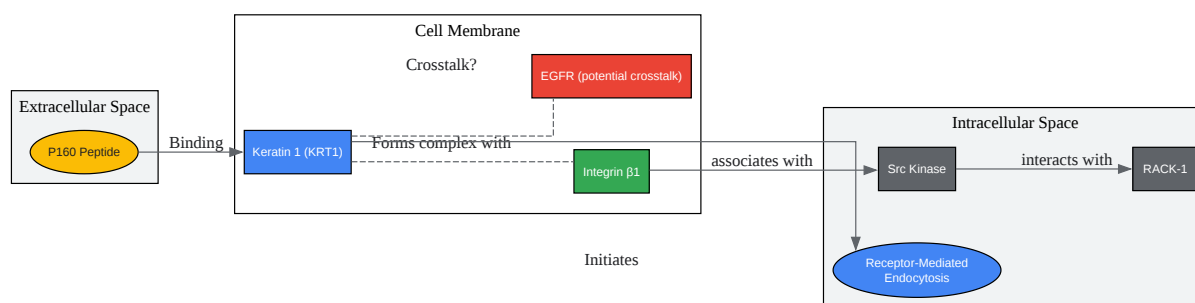 Cell Membrane
Crosstalk?
EGFR (potential crosstalk)
Extracellular Space
P160 Peptide
Binding
Keratin 1 (KRT1)
Forms complex with
Integrin β1
associates with
Intracellular Space
Src Kinase
interacts with
RACK-1
Initiates
Receptor-Mediated
Endocytosis